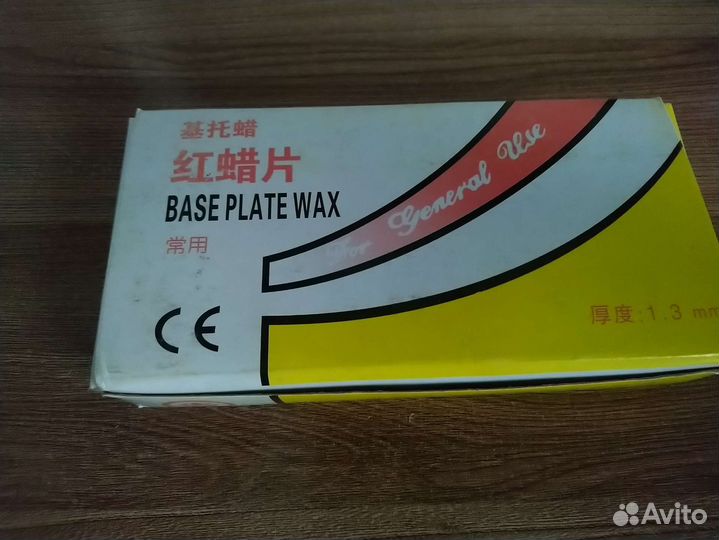 基托蜡
红蜡片
BASE PLATE WAX
常用
CE
For General Use
厚度:1.3 mm
Avito